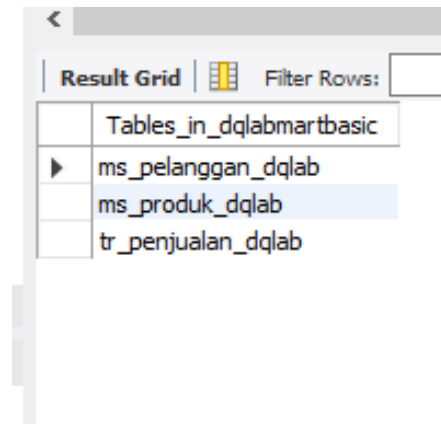 Result Grid Filter Rows:
Tables_in_dqlabmartbasic
ms_pelanggan_dqlab
ms_produk_dqlab
tr_penjualan_dqlab